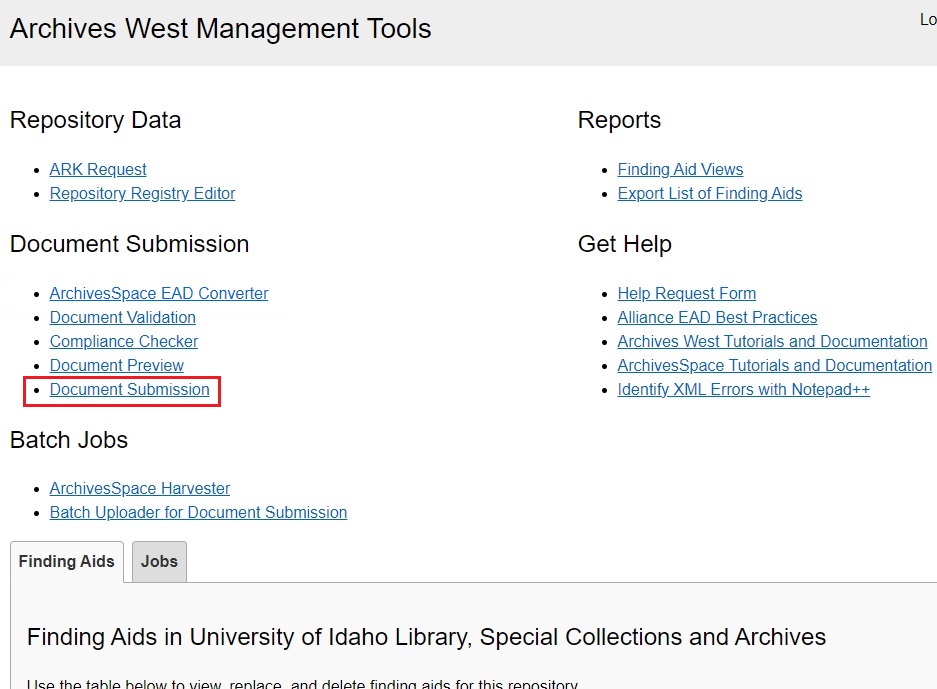 Archives West Management Tools
Lo
Repository Data
ARK Request
Repository Registry Editor
Document Submission
ArchivesSpace EAD Converter
Document Validation
Compliance Checker
Document Preview
Document Submission
Batch Jobs
ArchivesSpace Harvester
Batch Uploader for Document Submission
Reports
Finding Aid Views
Export List of Finding Aids
Get Help
Help Request Form
Alliance EAD Best Practices
Archives West Tutorials and Documentation
ArchivesSpace Tutorials and Documentation
Identify XML Errors with Notepad++
Finding Aids
Jobs
Finding Aids in University of Idaho Library, Special Collections and Archives
Use the table below to view, replace, and delete finding aids for this repository.